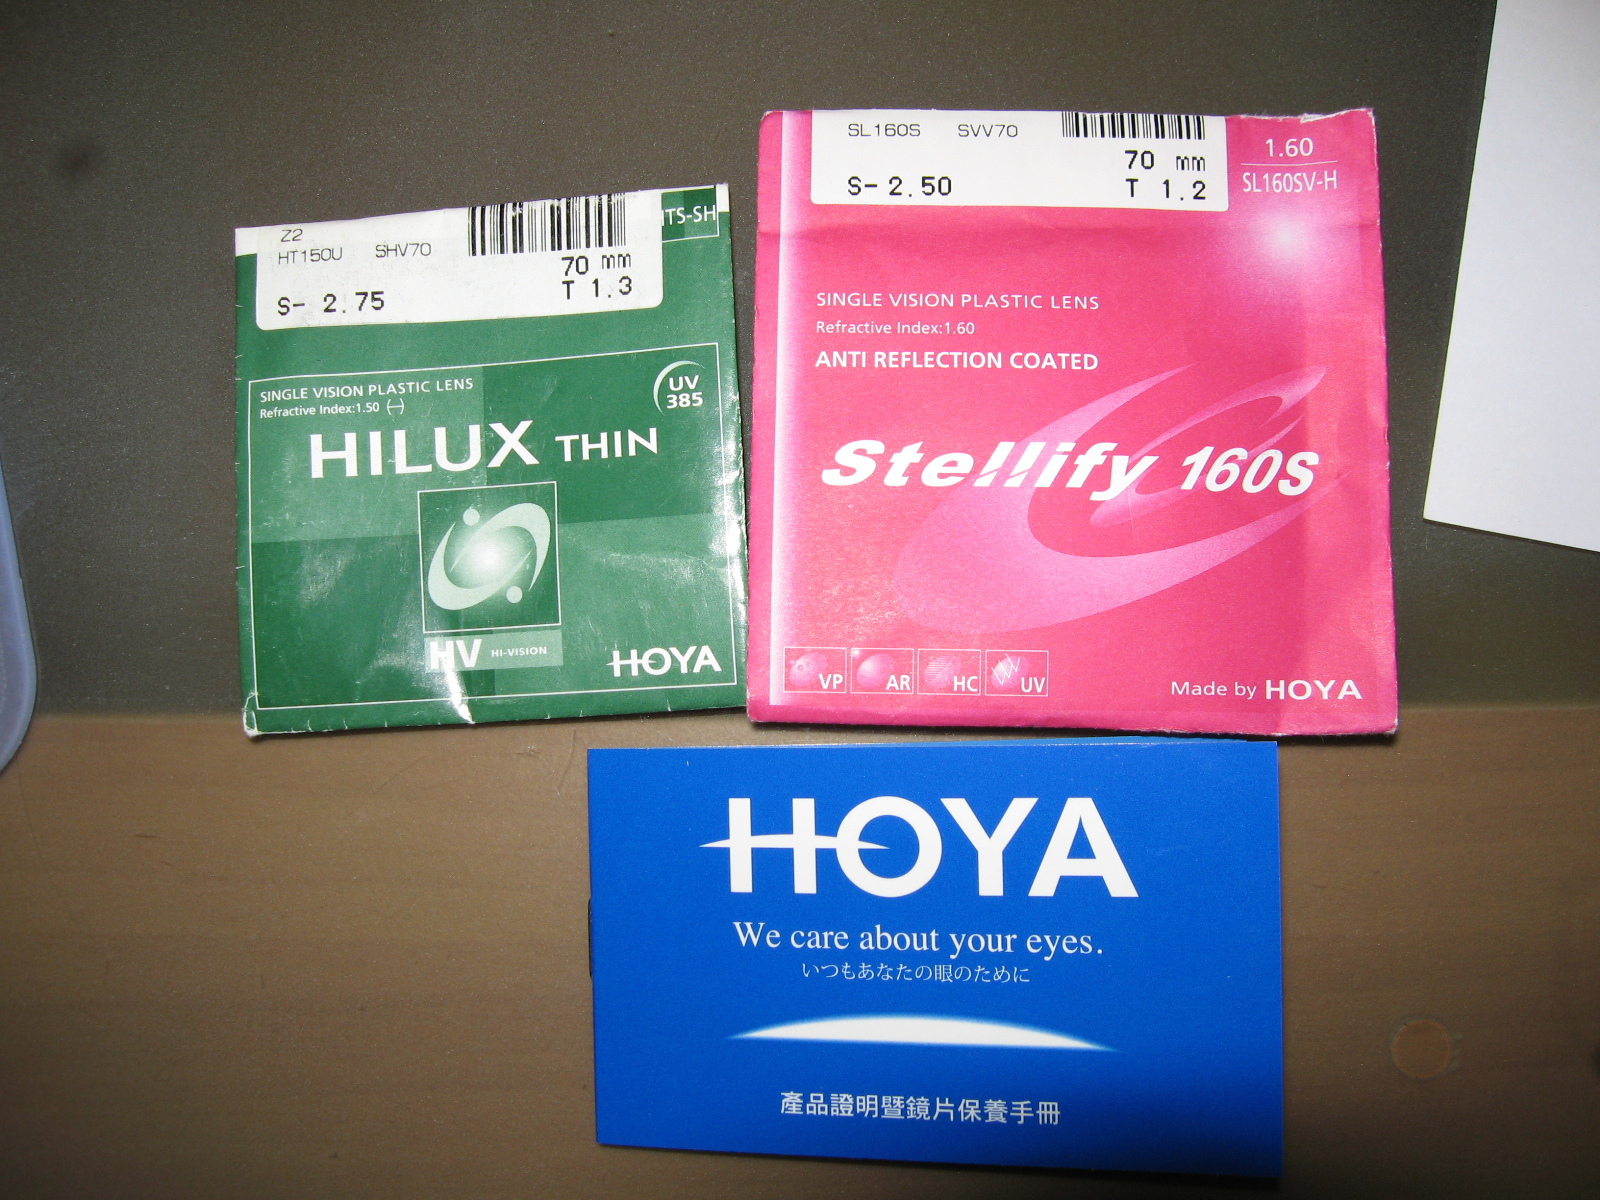 Z2
HT150U SHV70
70 mm
S- 2.75 T 1.3
TS-SH
SINGLE VISION PLASTIC LENS
Refractive Index:1.50 (-)
UV
385
HILUX THIN
HV HI-VISION
HOYA
SL160S SVV70
70 mm
S- 2.50 T 1.2
1.60
SL160SV-H
SINGLE VISION PLASTIC LENS
Refractive Index:1.60
ANTI REFLECTION COATED
Stellify 160S
VP AR HC UV
Made by HOYA
HOYA
We care about your eyes.
いつもあなたの眼のために
產品證明暨鏡片保養手冊